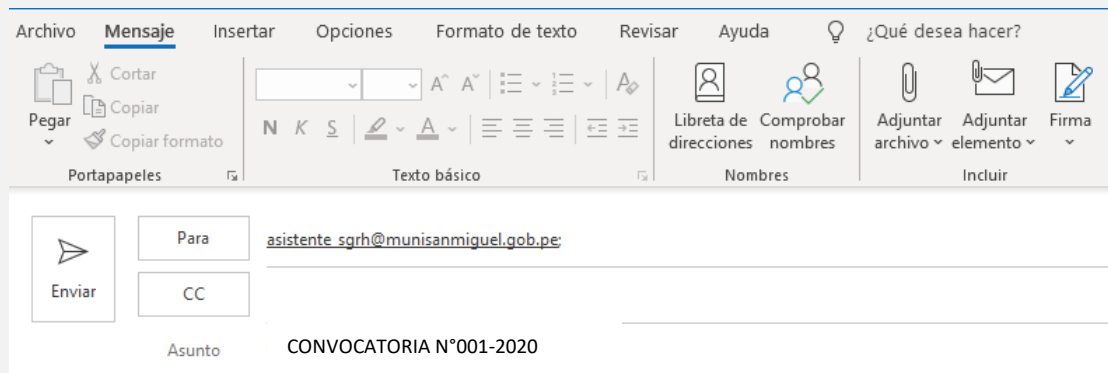 Archivo Mensaje Insertar Opciones Formato de texto Revisar Ayuda ¿Qué desea hacer?
Pegar
Cortar
Copiar
Copiar formato
N K S A
Libreta de direcciones
Comprobar nombres
Adjuntar archivo
Adjuntar elemento
Firma
Portapapeles Texto básico Nombres Incluir
Enviar
Para asistente_sgrh@munisanmiguel.gob.pe;
CC
Asunto CONVOCATORIA N°001-2020